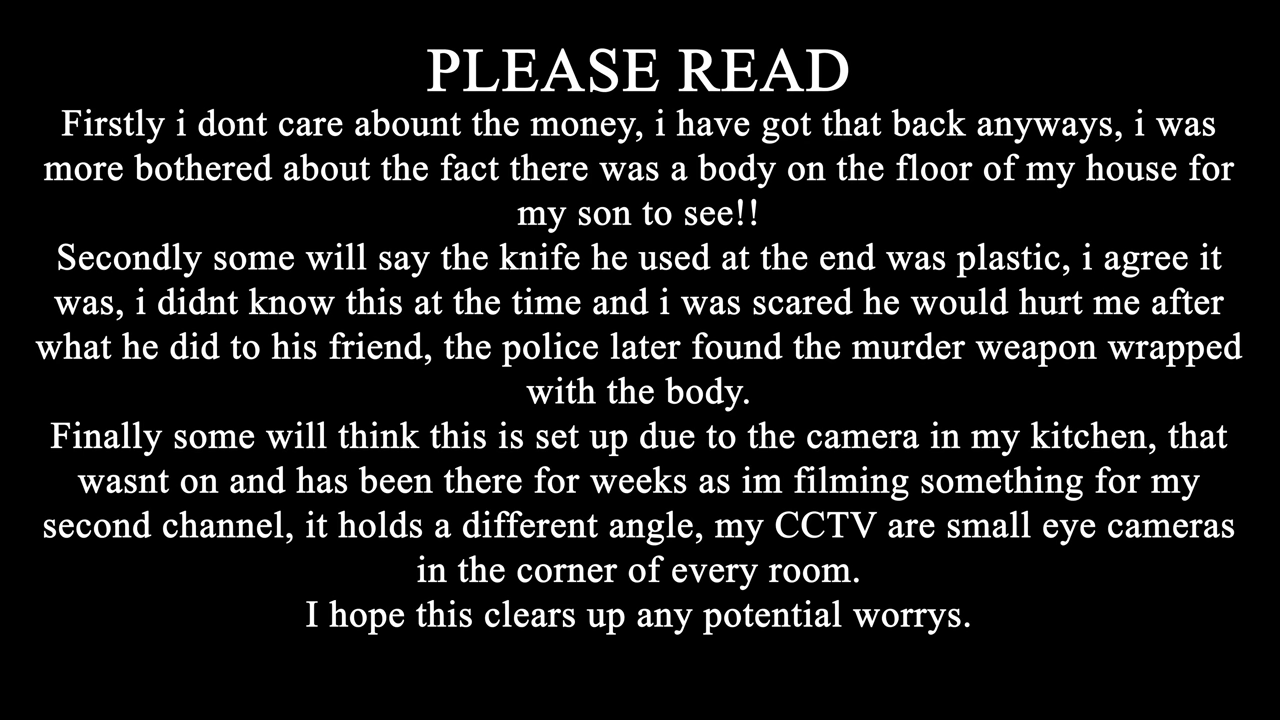 PLEASE READ
Firstly i dont care abount the money, i have got that back anyways, i was
more bothered about the fact there was a body on the floor of my house for
my son to see!!
Secondly some will say the knife he used at the end was plastic, i agree it
was, i didnt know this at the time and i was scared he would hurt me after
what he did to his friend, the police later found the murder weapon wrapped
with the body.
Finally some will think this is set up due to the camera in my kitchen, that
wasnt on and has been there for weeks as im filming something for my
second channel, it holds a different angle, my CCTV are small eye cameras
in the corner of every room.
I hope this clears up any potential worrys.